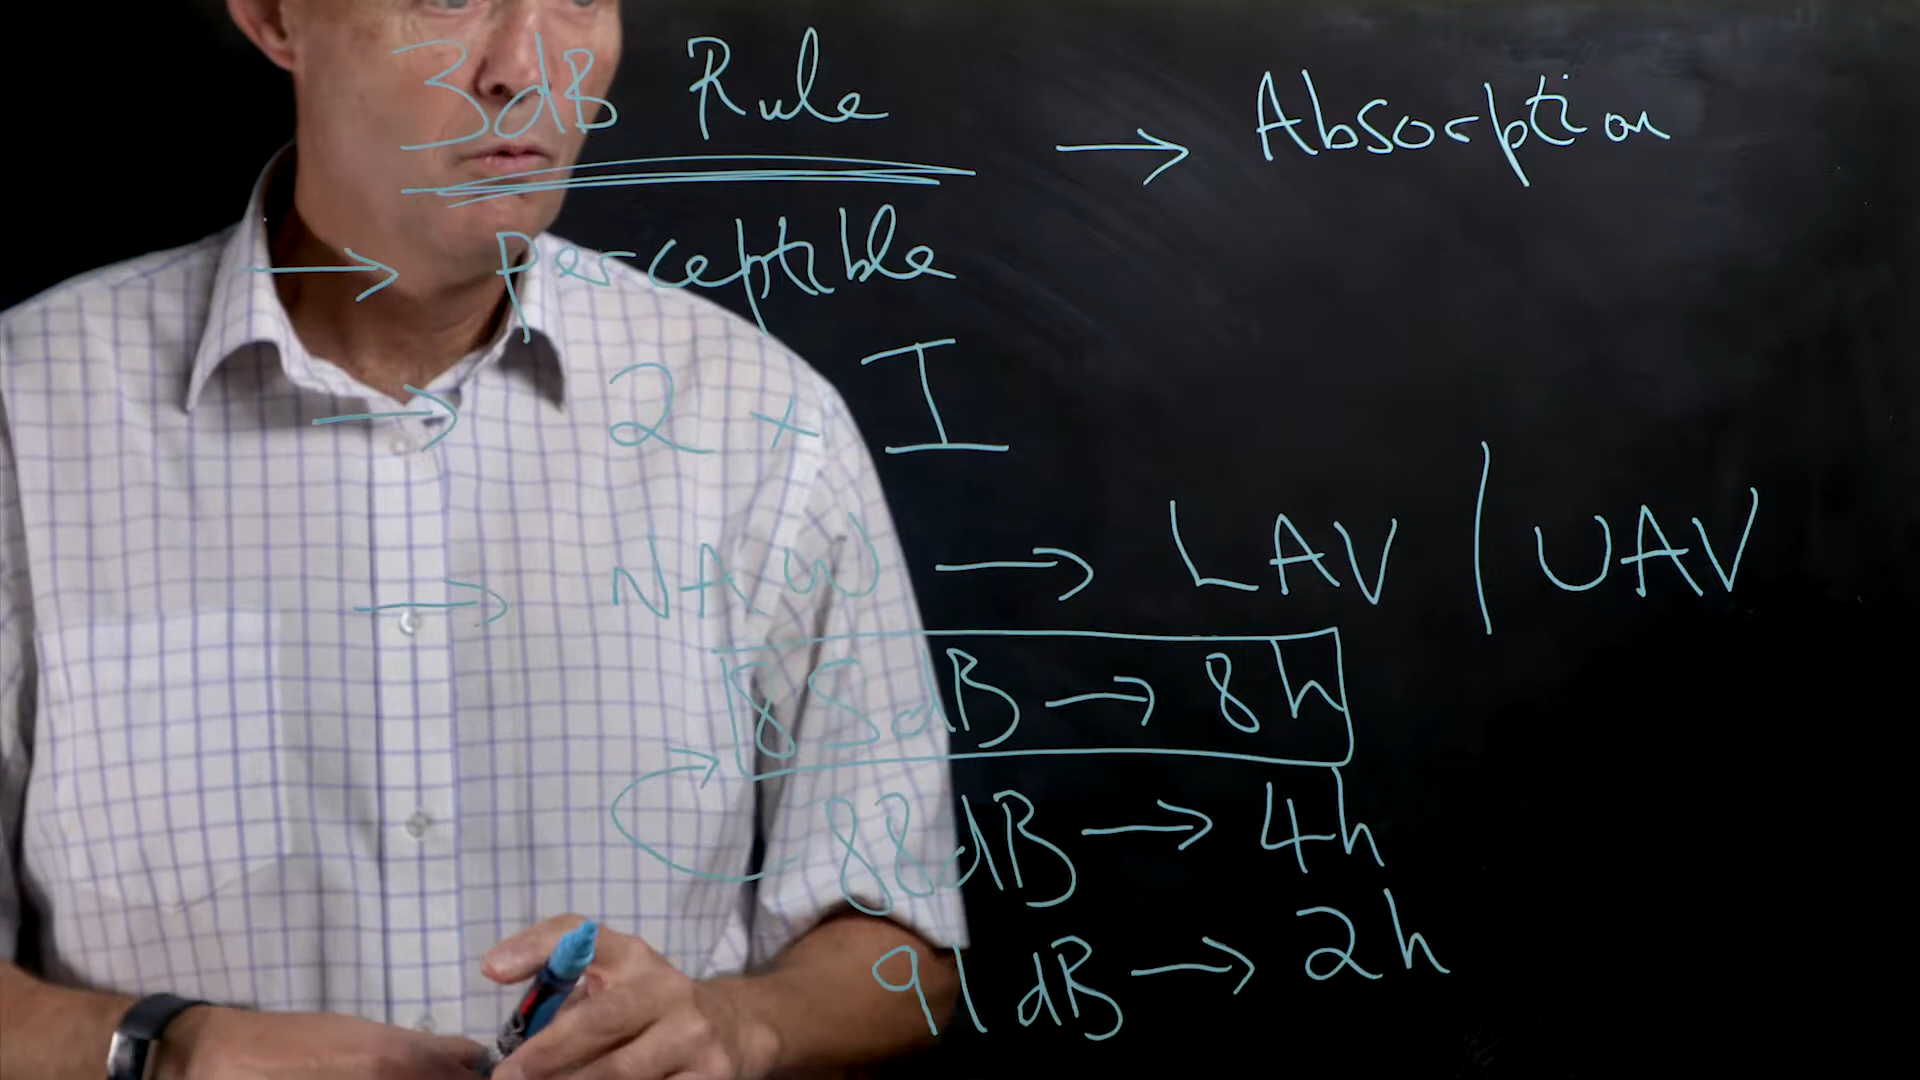 3dB Rule → Absorption
→ perceptible
→ 2 x I
→ NAW → LAV | UAV
85dB → 8h
88dB → 4h
91dB → 2h